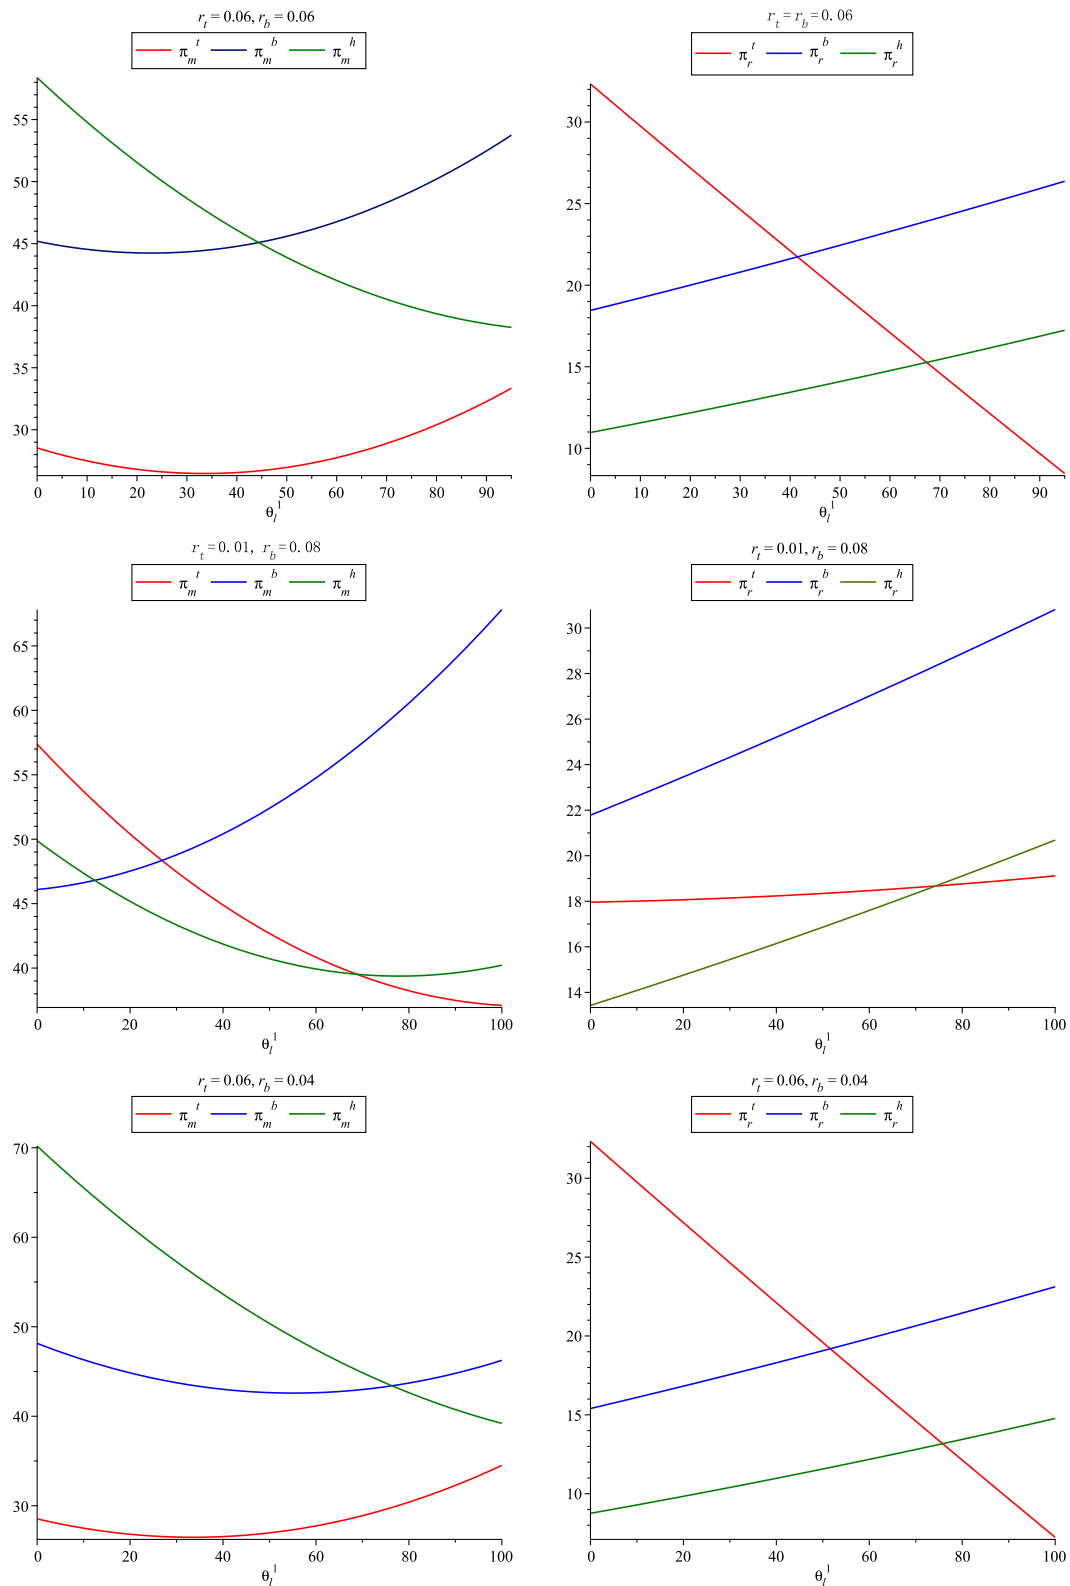 r_t = 0.06, r_b = 0.06
π_m^t π_m^b π_m^h
55
50
45
40
35
30
0 10 20 30 40 50 60 70 80 90
θ_l^1
r_t = r_b = 0.06
π_r^t π_r^b π_r^h
30
25
20
15
10
0 10 20 30 40 50 60 70 80 90
θ_l^1
r_t = 0.01, r_b = 0.08
π_m^t π_m^b π_m^h
65
60
55
50
45
40
0 20 40 60 80 100
θ_l^1
r_t = 0.01, r_b = 0.08
π_r^t π_r^b π_r^h
30
28
26
24
22
20
18
16
14
0 20 40 60 80 100
θ_l^1
r_t = 0.06, r_b = 0.04
π_m^t π_m^b π_m^h
70
60
50
40
30
0 20 40 60 80 100
θ_l^1
r_t = 0.06, r_b = 0.04
π_r^t π_r^b π_r^h
30
25
20
15
10
0 20 40 60 80 100
θ_l^1